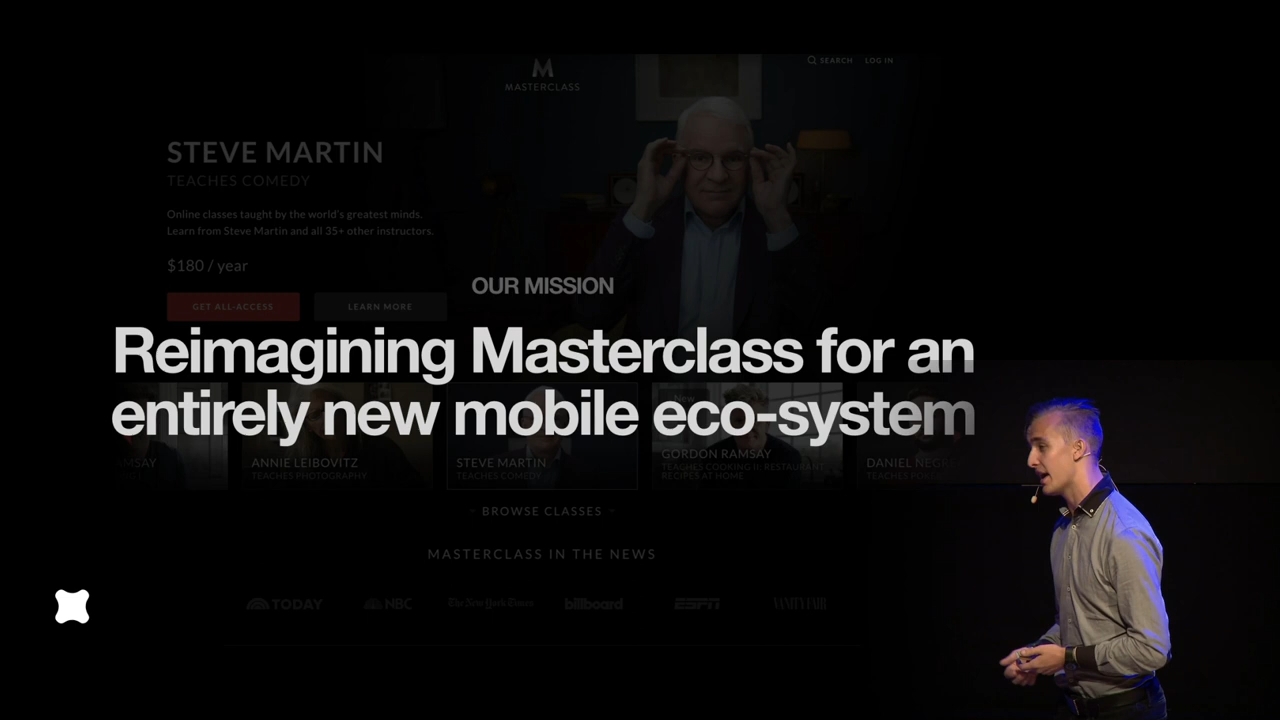 MASTERCLASS
SEARCH
LOG IN
STEVE MARTIN
TEACHES COMEDY
Online classes taught by the world's greatest minds.
Learn from Steve Martin and all 35+ other instructors.
$180 / year
GET ALL-ACCESS
LEARN MORE
OUR MISSION
Reimagining Masterclass for an
entirely new mobile eco-system
ANNIE LEIBOVITZ
TEACHES PHOTOGRAPHY
STEVE MARTIN
TEACHES COMEDY
New
GORDON RAMSAY
TEACHES COOKING II: RESTAURANT
RECIPES AT HOME
DANIEL
BROWSE CLASSES
MASTERCLASS IN THE NEWS
TODAY
NBC
The New York Times
billboard
ESPN
VANITY FAIR